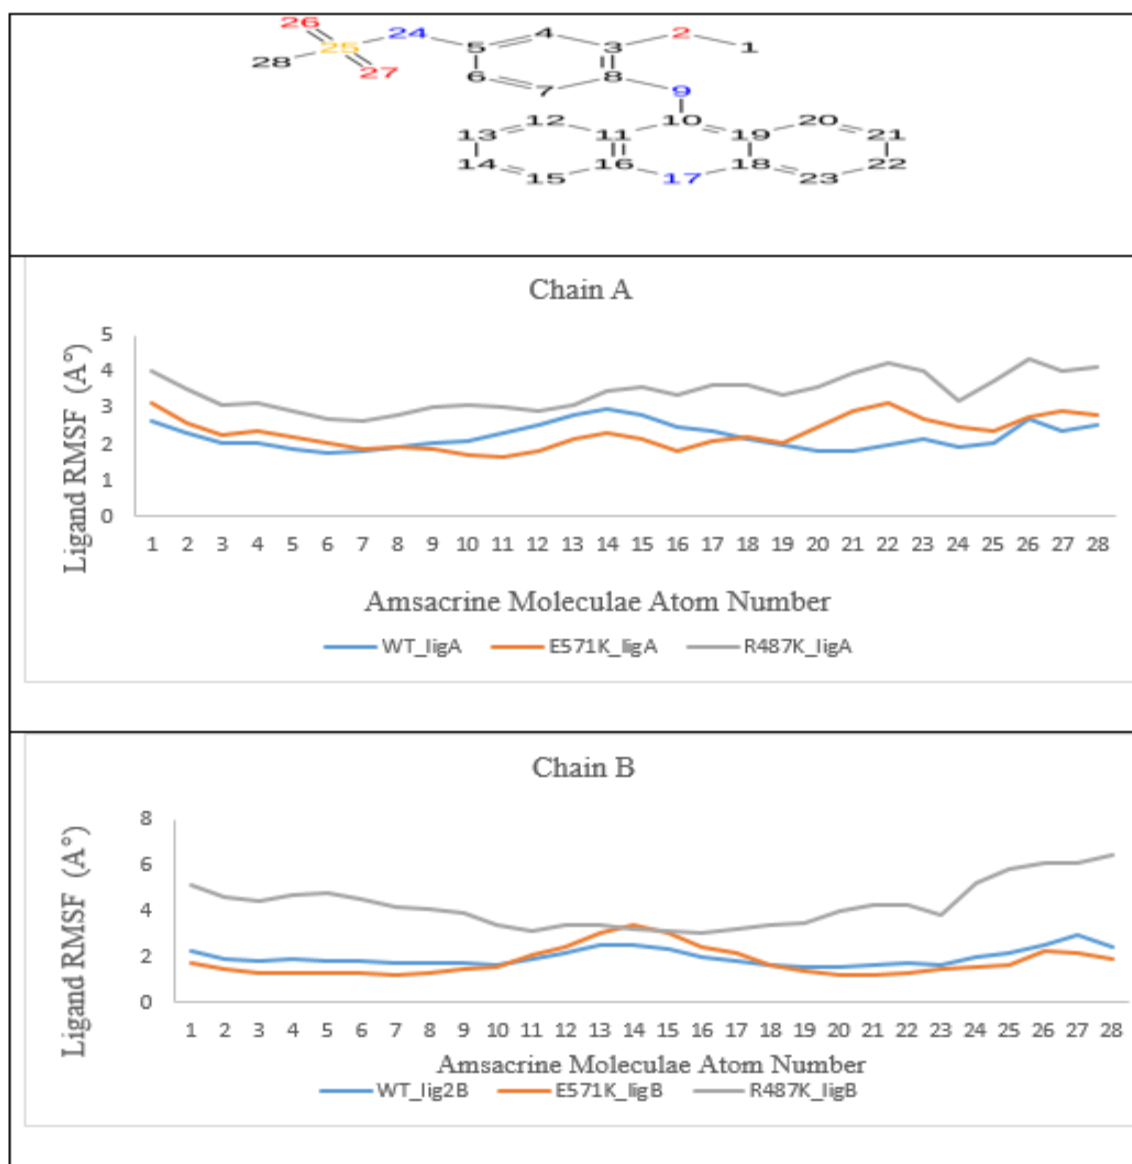 26 24 4 2
28 25 5 3 1
27
6 8
7 9
12 10 20
13 11 19 21
14 16 18 22
15 17 23
Chain A
Ligand RMSF (A°)
5
4
3
2
1
0
1 2 3 4 5 6 7 8 9 10 11 12 13 14 15 16 17 18 19 20 21 22 23 24 25 26 27 28
Amsacrine Moleculae Atom Number
WT_ligA E571K_ligA R487K_ligA
Chain B
Ligand RMSF (A°)
8
6
4
2
0
1 2 3 4 5 6 7 8 9 10 11 12 13 14 15 16 17 18 19 20 21 22 23 24 25 26 27 28
Amsacrine Moleculae Atom Number
WT_lig2B E571K_ligB R487K_ligB